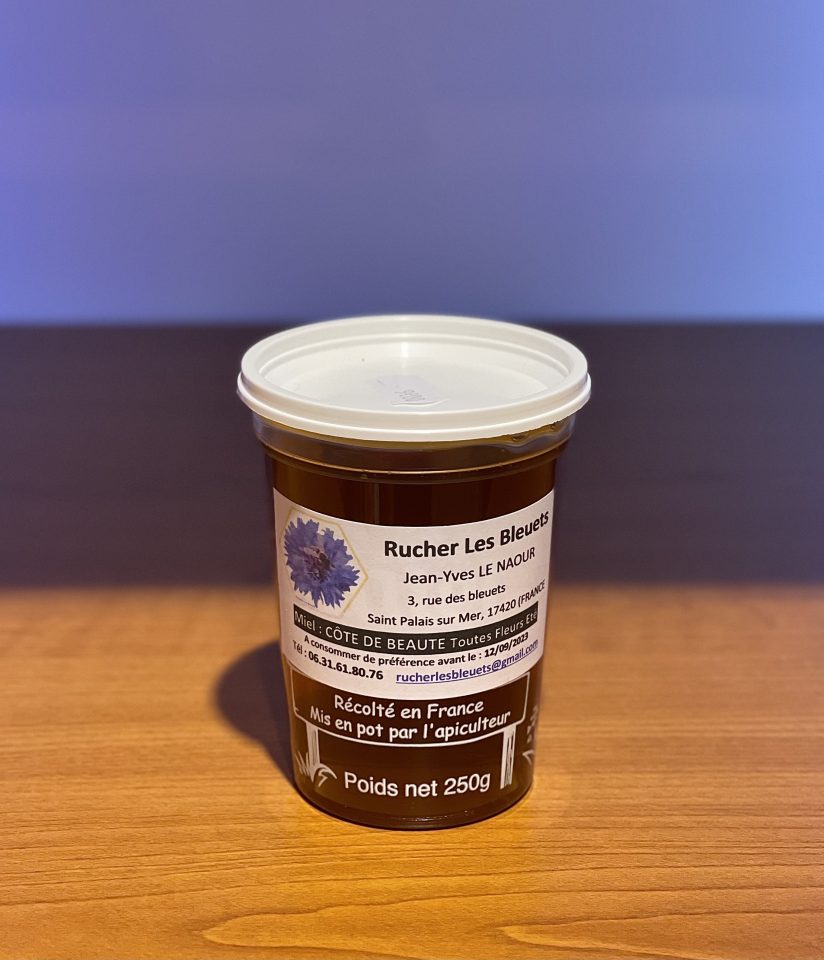 Rucher Les Bleuets
Jean-Yves LE NAOUR
3, rue des bleuets
Saint Palais sur Mer, 17420 (FRANCE
Miel : CÔTE DE BEAUTE Toutes Fleurs Eté
A consommer de préférence avant le : 12/09/2023
Tél : 06.31.61.80.76 rucherlesbleuets@gmail.com
Récolté en France
Mis en pot par l'apiculteur
Poids net 250g